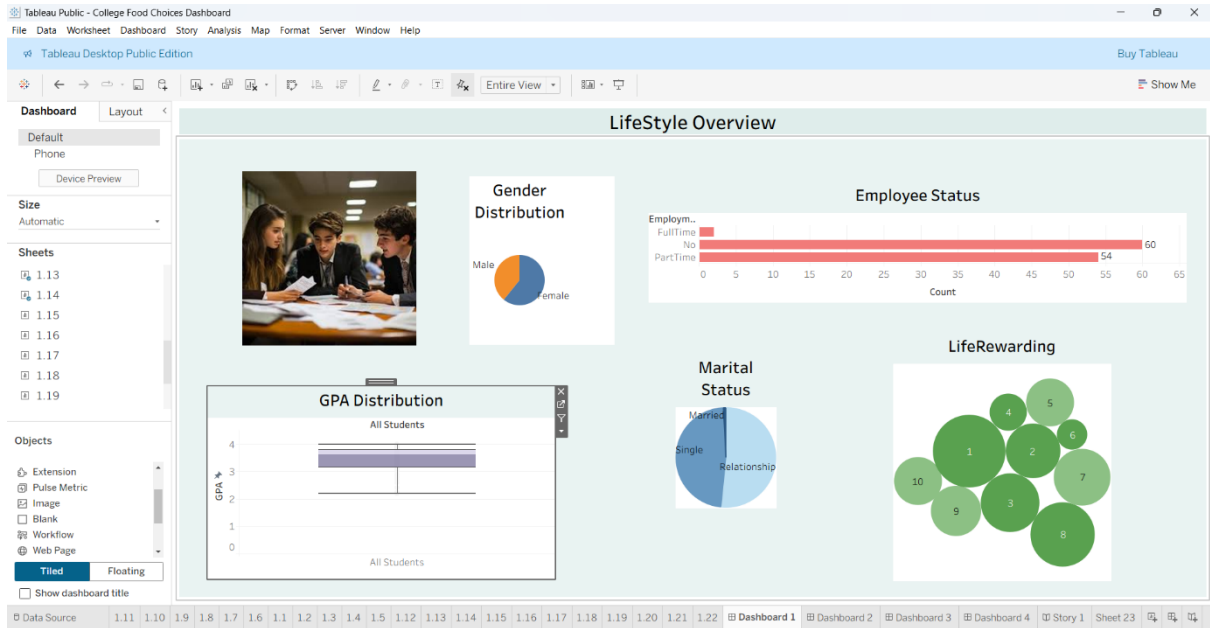 Tableau Public - College Food Choices Dashboard
File Data Worksheet Dashboard Story Analysis Map Format Server Window Help
Tableau Desktop Public Edition
Buy Tableau
Entire View
Show Me
Dashboard Layout
Default
Phone
Device Preview
Size
Automatic
Sheets
1.13
1.14
1.15
1.16
1.17
1.18
1.19
Objects
Extension
Pulse Metric
Image
Blank
Workflow
Web Page
Tiled Floating
Show dashboard title
LifeStyle Overview
Gender
Distribution
Male
Female
Employee Status
Employm..
FullTime
No 60
PartTime 54
0 5 10 15 20 25 30 35 40 45 50 55 60 65
Count
GPA Distribution
All Students
4
3
2
1
0
GPA
All Students
Marital
Status
Married
Single
Relationship
LifeRewarding
5
4
6
1
2
7
10
3
9
8
Data Source 1.11 1.10 1.9 1.8 1.7 1.6 1.1 1.2 1.3 1.4 1.5 1.12 1.13 1.14 1.15 1.16 1.17 1.18 1.19 1.20 1.21 1.22 Dashboard 1 Dashboard 2 Dashboard 3 Dashboard 4 Story 1 Sheet 23